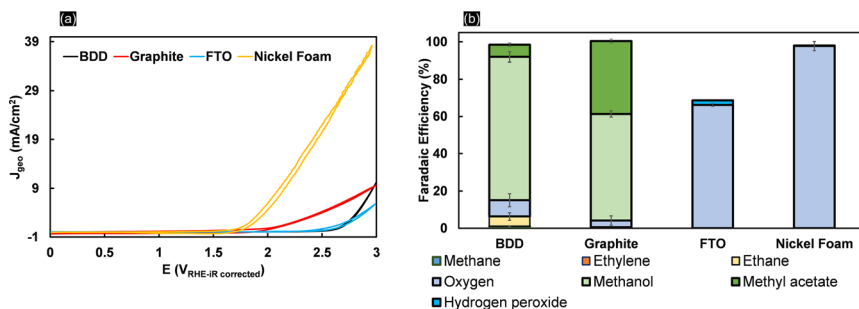 (a)
39
29
19
9
-1
J_geo (mA/cm²)
BDD Graphite FTO Nickel Foam
0 0.5 1 1.5 2 2.5 3
E (V_RHE-iR corrected)
(b)
100
80
60
40
20
0
Faradaic Efficiency (%)
BDD Graphite FTO Nickel Foam
Methane Ethylene Ethane
Oxygen Methanol Methyl acetate
Hydrogen peroxide